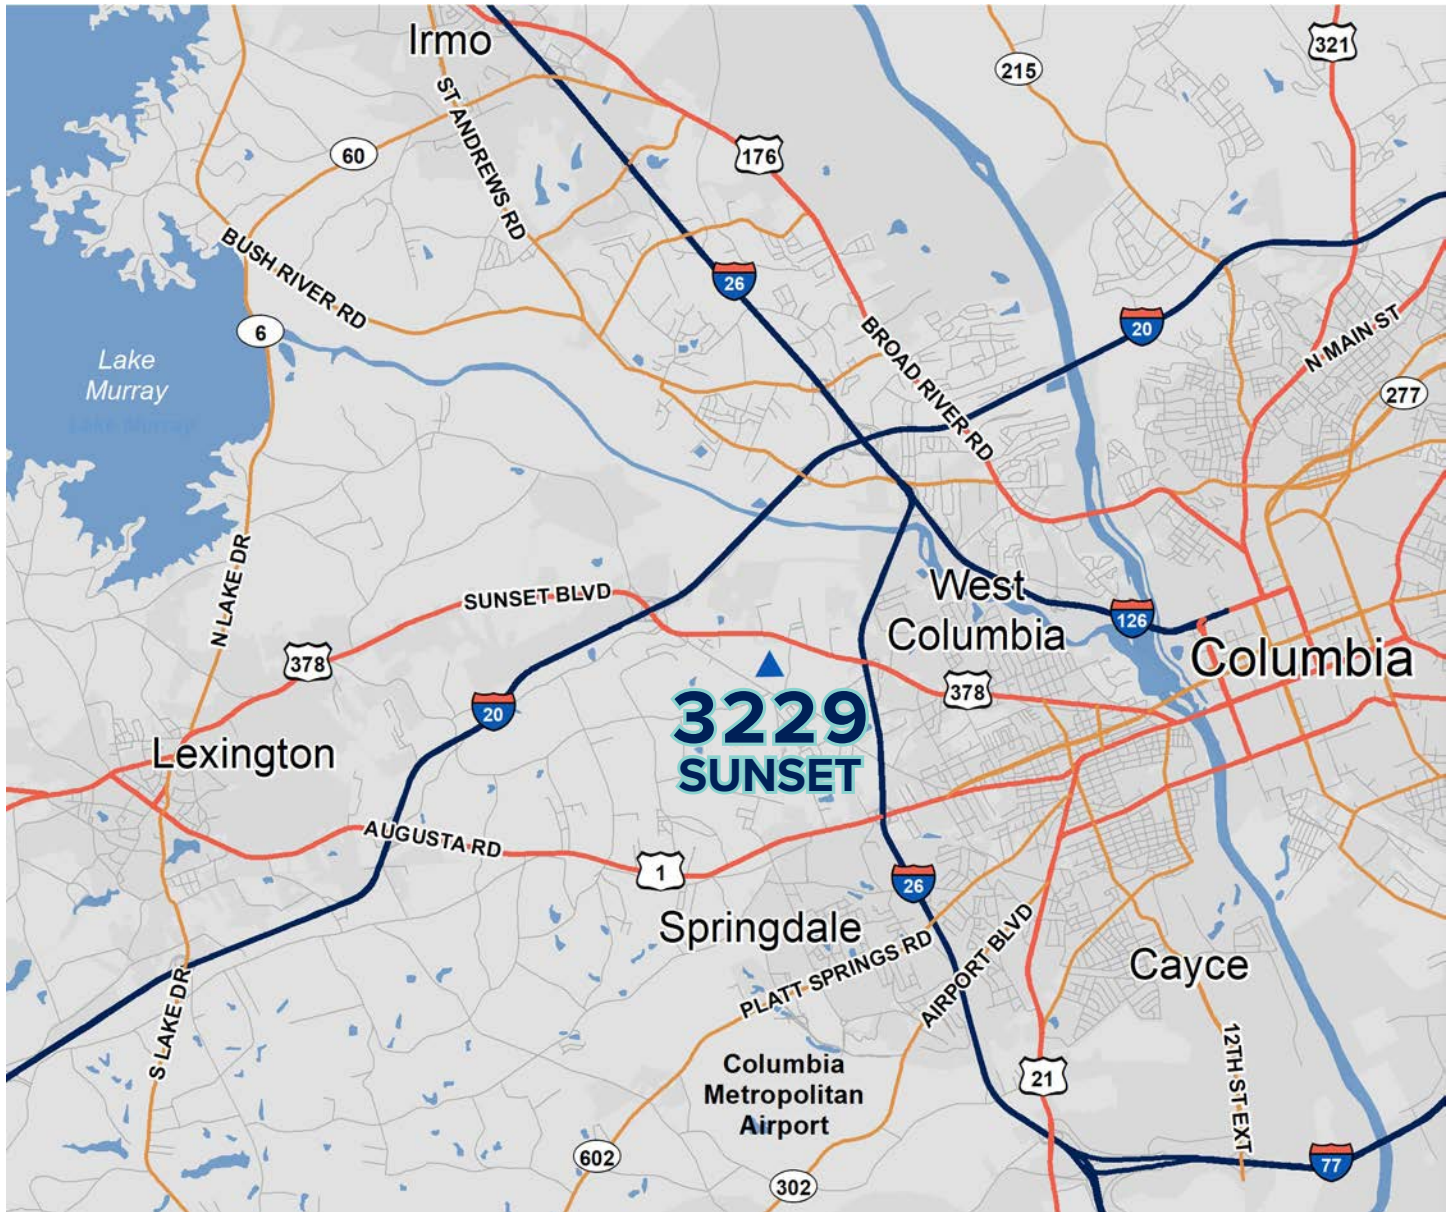 Irmo
321
215
60
ST ANDREWS RD
176
BUSH RIVER RD
26
20
6
BROAD RIVER RD
N MAIN ST
Lake
Murray
Lake Murray
277
N LAKE DR
SUNSET BLVD
West
Columbia
126
Columbia
378
378
20
3229
SUNSET
Lexington
AUGUSTA RD
1
26
Springdale
PLATT SPRINGS RD
AIRPORT BLVD
Cayce
S LAKE DR
Columbia
Metropolitan
Airport
21
12TH ST EXT
602
302
77